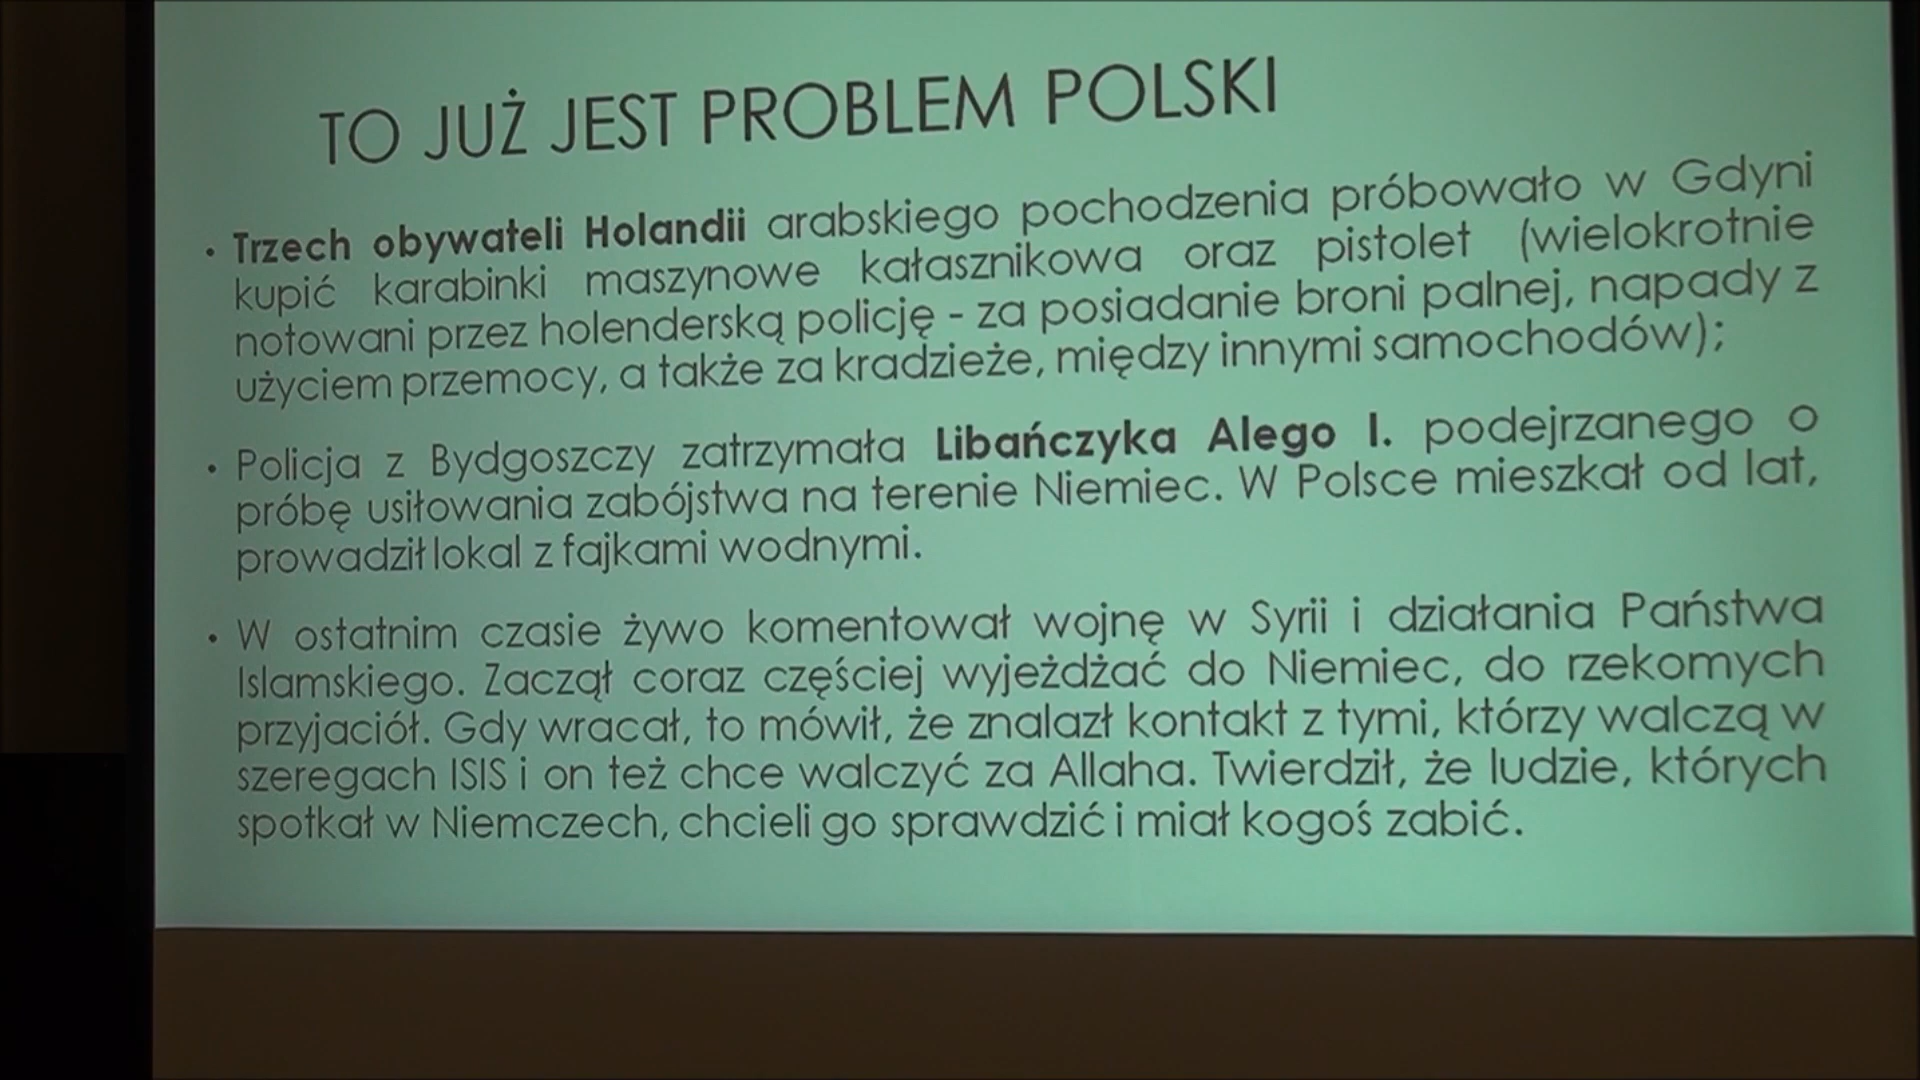 TO JUŻ JEST PROBLEM POLSKI
• Trzech obywateli Holandii arabskiego pochodzenia próbowało w Gdyni
kupić karabinki maszynowe kałasznikowa oraz pistolet (wielokrotnie
notowani przez holenderską policję - za posiadanie broni palnej, napady z
użyciem przemocy, a także za kradzieże, między innymi samochodów);
• Policja z Bydgoszczy zatrzymała Libańczyka Alego I. podejrzanego o
próbę usiłowania zabójstwa na terenie Niemiec. W Polsce mieszkał od lat,
prowadził lokal z fajkami wodnymi.
• W ostatnim czasie żywo komentował wojnę w Syrii i działania Państwa
Islamskiego. Zaczął coraz częściej wyjeżdżać do Niemiec, do rzekomych
przyjaciół. Gdy wracał, to mówił, że znalazł kontakt z tymi, którzy walczą w
szeregach ISIS i on też chce walczyć za Allaha. Twierdził, że ludzie, których
spotkał w Niemczech, chcieli go sprawdzić i miał kogoś zabić.